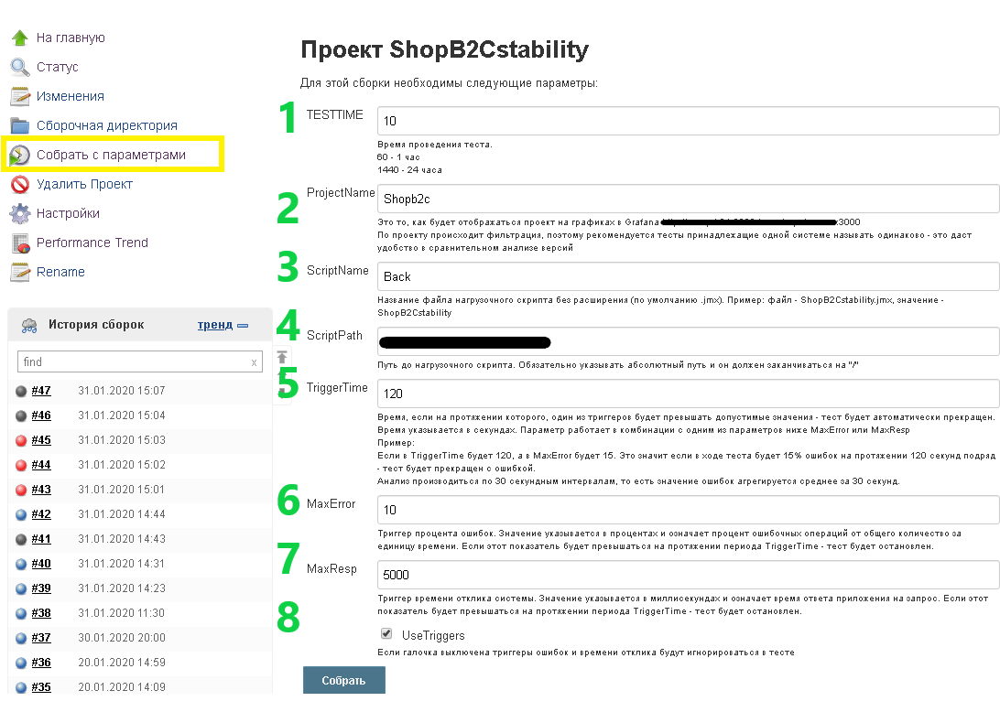 На главную
Статус
Изменения
Сборочная директория
Собрать с параметрами
Удалить Проект
Настройки
Performance Trend
Rename
История сборок
тренд
find
x
#47 31.01.2020 15:07
#46 31.01.2020 15:04
#45 31.01.2020 15:03
#44 31.01.2020 15:02
#43 31.01.2020 15:01
#42 31.01.2020 14:44
#41 31.01.2020 14:43
#40 31.01.2020 14:31
#39 31.01.2020 14:23
#38 31.01.2020 11:30
#37 30.01.2020 20:00
#36 20.01.2020 14:59
#35 20.01.2020 14:09
Проект ShopB2Cstability
Для этой сборки необходимы следующие параметры:
1 TESTTIME 10
Время проведения теста.
60 - 1 час
1440 - 24 часа
2 ProjectName Shopb2c
Это то, как будет отображаться проект на графиках в Grafana :3000
По проекту происходит фильтрация, поэтому рекомендуется тесты принадлежащие одной системе называть одинаково - это даст
удобство в сравнительном анализе версий
3 ScriptName Back
Название файла нагрузочного скрипта без расширения (по умолчанию .jmx). Пример: файл - ShopB2Cstability.jmx, значение -
ShopB2Cstability
4 ScriptPath
Путь до нагрузочного скрипта. Обязательно указывать абсолютный путь и он должен заканчиваться на "/"
5 TriggerTime 120
Время, если на протяжении которого, один из триггеров будет превышать допустимые значения - тест будет автоматически прекращен.
Время указывается в секундах. Параметр работает в комбинации с одним из параметров ниже MaxError или MaxResp
Пример:
Если в TriggerTime будет 120, а в MaxError будет 15. Это значит если в ходе теста будет 15% ошибок на протяжении 120 секунд подряд
- тест будет прекращен с ошибкой.
Анализ производиться по 30 секундным интервалам, то есть значение ошибок агрегируется среднее за 30 секунд.
6 MaxError 10
Триггер процента ошибок. Значение указывается в процентах и означает процент ошибочных операций от общего количество за
единицу времени. Если этот показатель будет превышаться на протяжении периода TriggerTime - тест будет остановлен.
7 MaxResp 5000
Триггер времени отклика системы. Значение указывается в миллисекундах и означает время ответа приложения на запрос. Если этот
показатель будет превышаться на протяжении периода TriggerTime - тест будет остановлен.
8 UseTriggers
Если галочка выключена триггеры ошибок и времени отклика будут игнорироваться в тесте
Собрать